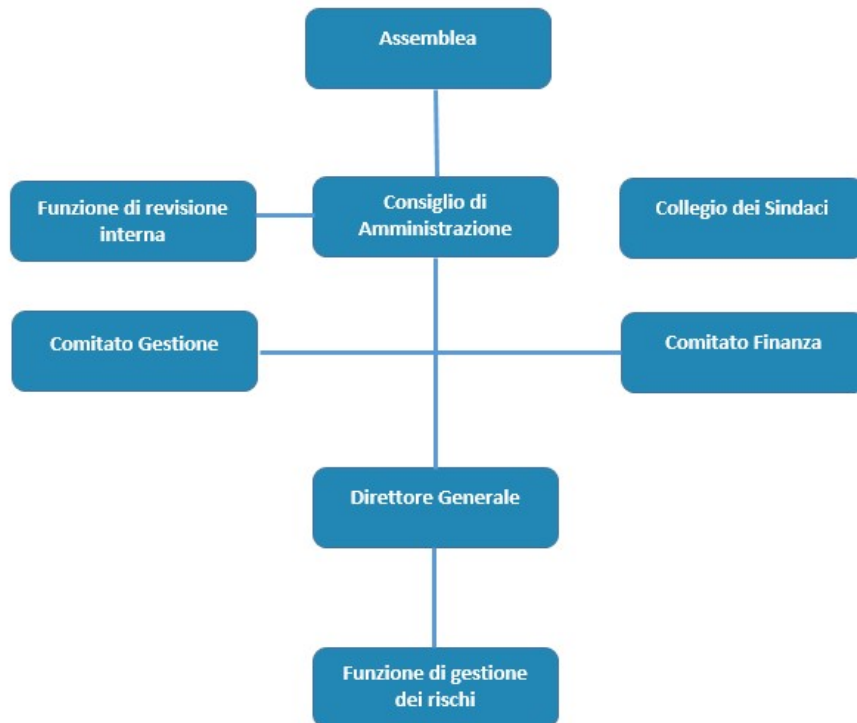 Assemblea
Funzione di revisione
interna
Consiglio di
Amministrazione
Collegio dei Sindaci
Comitato Gestione
Comitato Finanza
Direttore Generale
Funzione di gestione
dei rischi